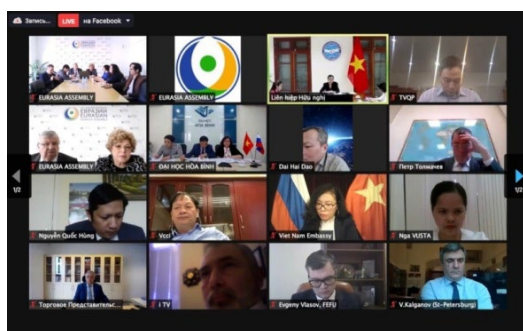 Запись...
LIVE
на Facebook
EURASIA ASSEMBLY
EURASIA ASSEMBLY
Liên hiệp Hữu nghị
TVQP
EURASIA ASSEMBLY
ĐẠI HỌC HÒA BÌNH
Dai Hai Dao
Петр Толмачев
1/2
1/2
Nguyễn Quốc Hùng
Vcci
Viet Nam Embassy
Nga VUSTA
Торговое Представительс...
i TV
Evgeny Vlasov, FEFU
V.Kalganov (St-Petersburg)